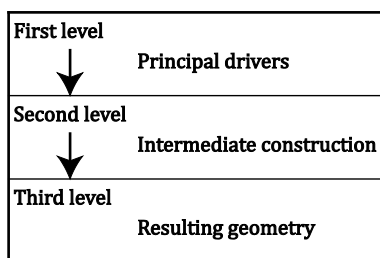 First level
Principal drivers
Second level
Intermediate construction
Third level
Resulting geometry